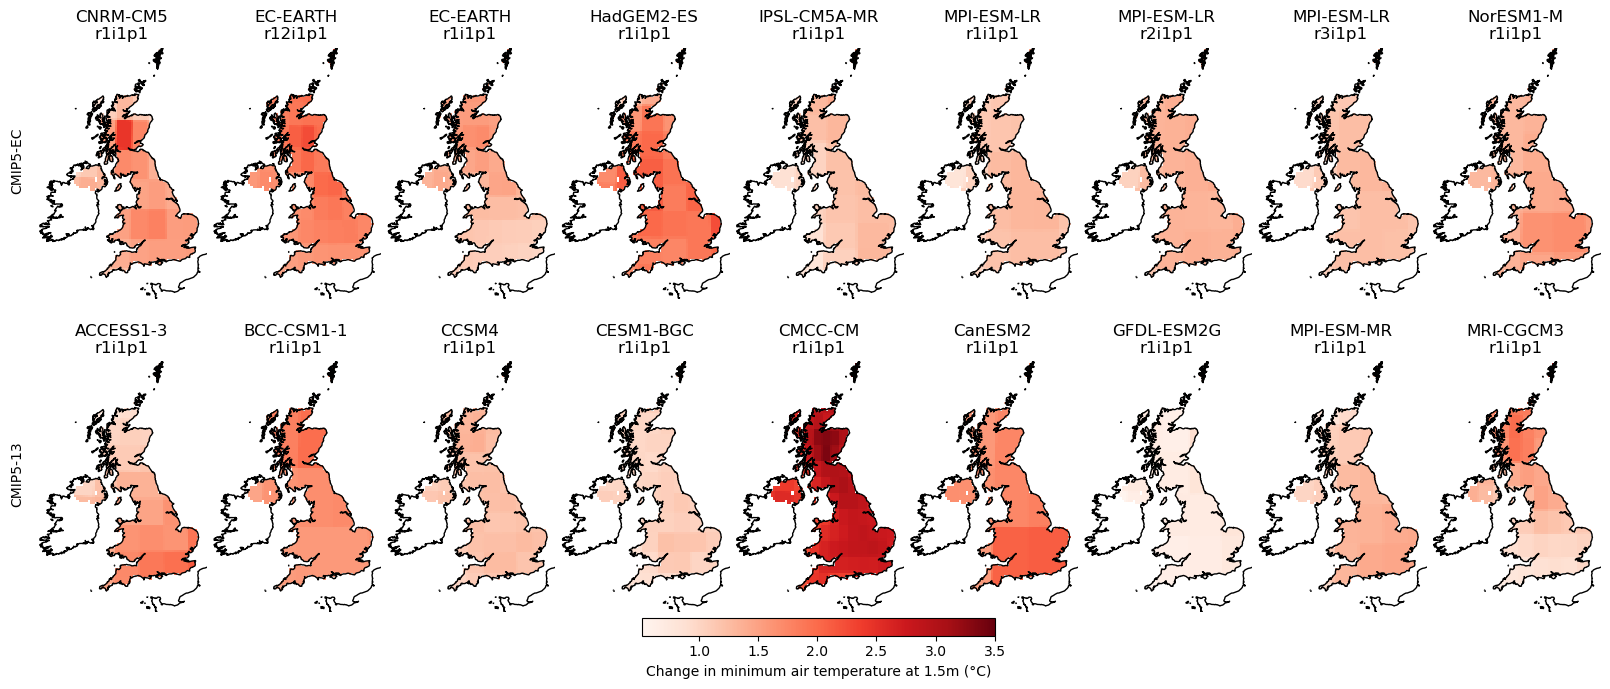 CNRM-CM5 EC-EARTH EC-EARTH HadGEM2-ES IPSL-CM5A-MR MPI-ESM-LR MPI-ESM-LR MPI-ESM-LR NorESM1-M
r1i1p1 r12i1p1 r1i1p1 r1i1p1 r1i1p1 r1i1p1 r2i1p1 r3i1p1 r1i1p1
CMIP5-EC
ACCESS1-3 BCC-CSM1-1 CCSM4 CESM1-BGC CMCC-CM CanESM2 GFDL-ESM2G MPI-ESM-MR MRI-CGCM3
r1i1p1 r1i1p1 r1i1p1 r1i1p1 r1i1p1 r1i1p1 r1i1p1 r1i1p1 r1i1p1
CMIP5-13
1.0 1.5 2.0 2.5 3.0 3.5
Change in minimum air temperature at 1.5m (°C)